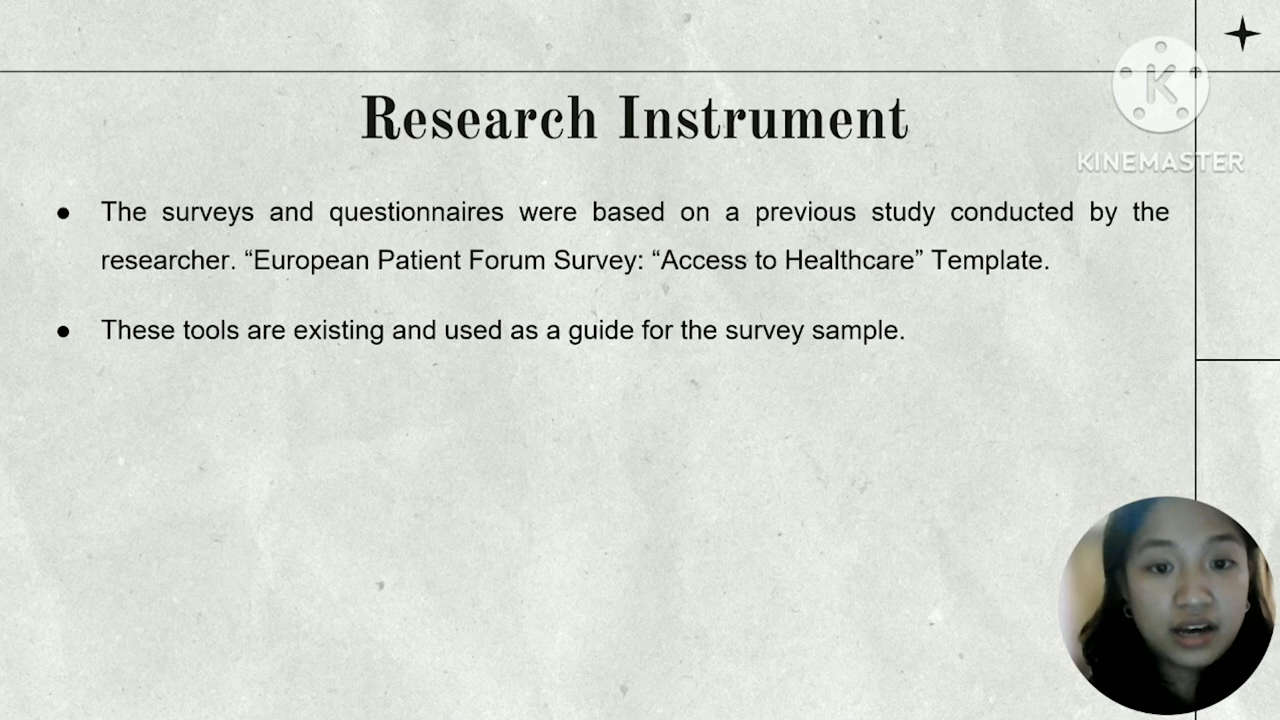 K
KINEMASTER
Research Instrument
● The surveys and questionnaires were based on a previous study conducted by the
researcher. “European Patient Forum Survey: “Access to Healthcare” Template.
● These tools are existing and used as a guide for the survey sample.